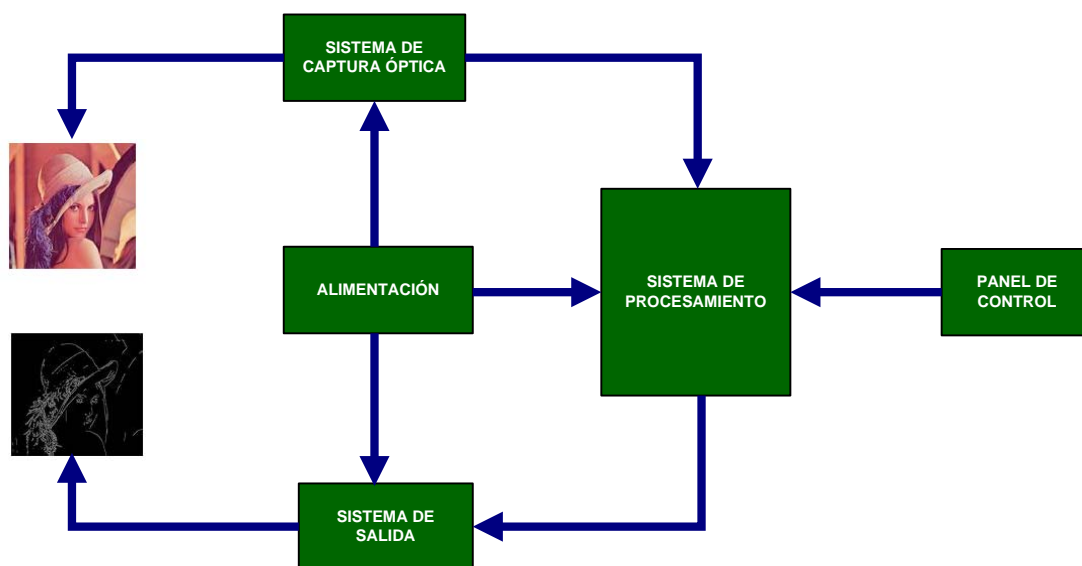 SISTEMA DE
CAPTURA ÓPTICA
ALIMENTACIÓN
SISTEMA DE
PROCESAMIENTO
PANEL DE
CONTROL
SISTEMA DE
SALIDA